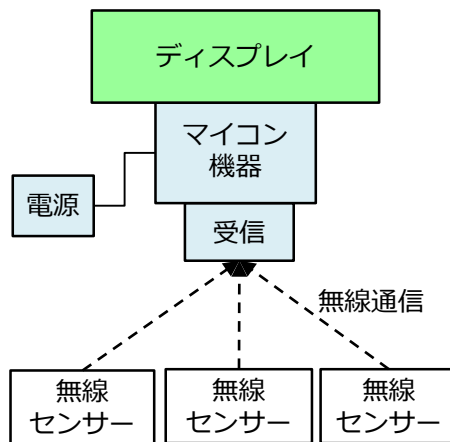 ディスプレイ
マイコン
機器
電源
受信
無線通信
無線
センサー
無線
センサー
無線
センサー